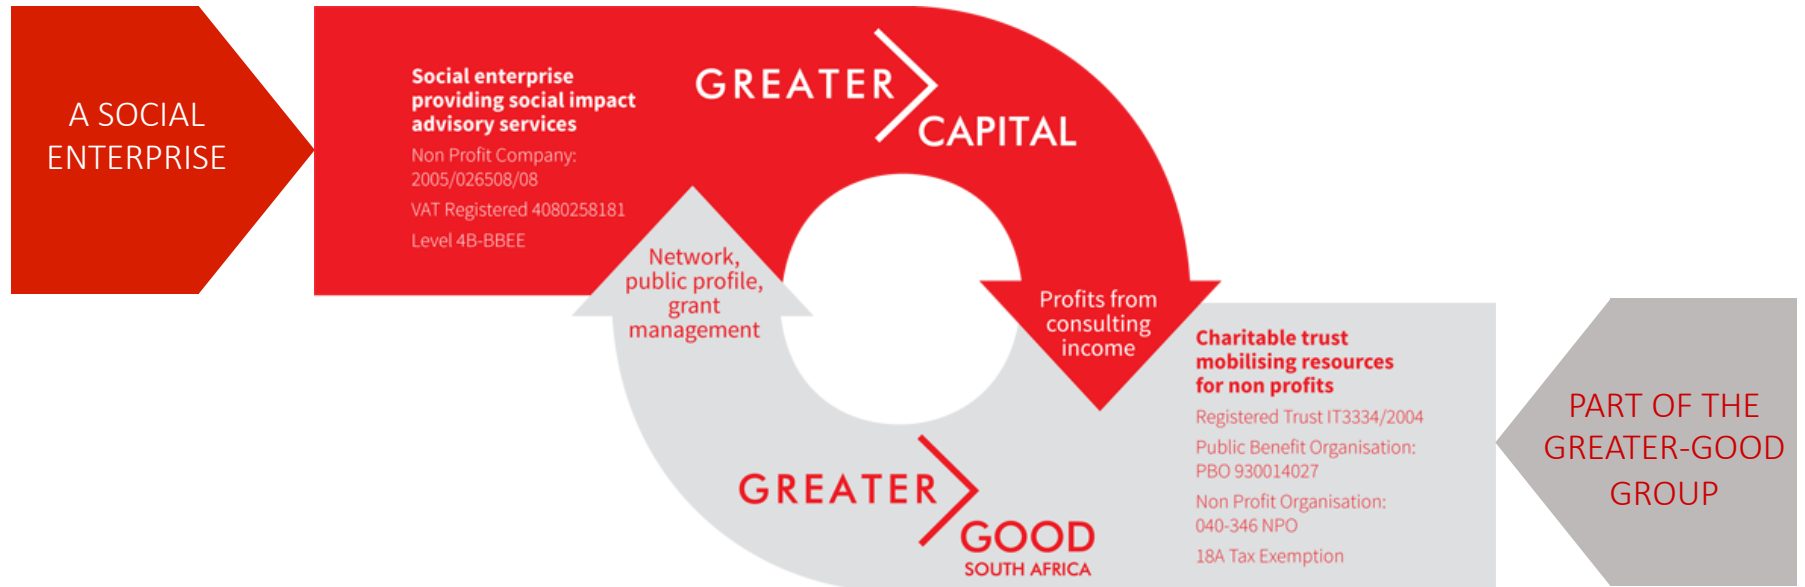 A SOCIAL
ENTERPRISE
Social enterprise
providing social impact
advisory services
Non Profit Company:
2005/026508/08
VAT Registered 4080258181
Level 4B-BBEE
GREATER
CAPITAL
Network,
public profile,
grant
management
Profits from
consulting
income
Charitable trust
mobilising resources
for non profits
Registered Trust IT3334/2004
Public Benefit Organisation:
PBO 930014027
Non Profit Organisation:
040-346 NPO
18A Tax Exemption
GREATER
GOOD
SOUTH AFRICA
PART OF THE
GREATER-GOOD
GROUP